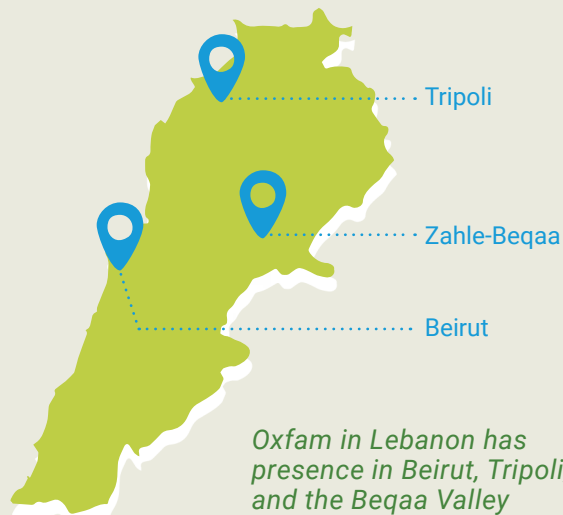 Tripoli
Zahle-Beqaa
Beirut
Oxfam in Lebanon has
presence in Beirut, Tripoli
and the Beqaa Valley